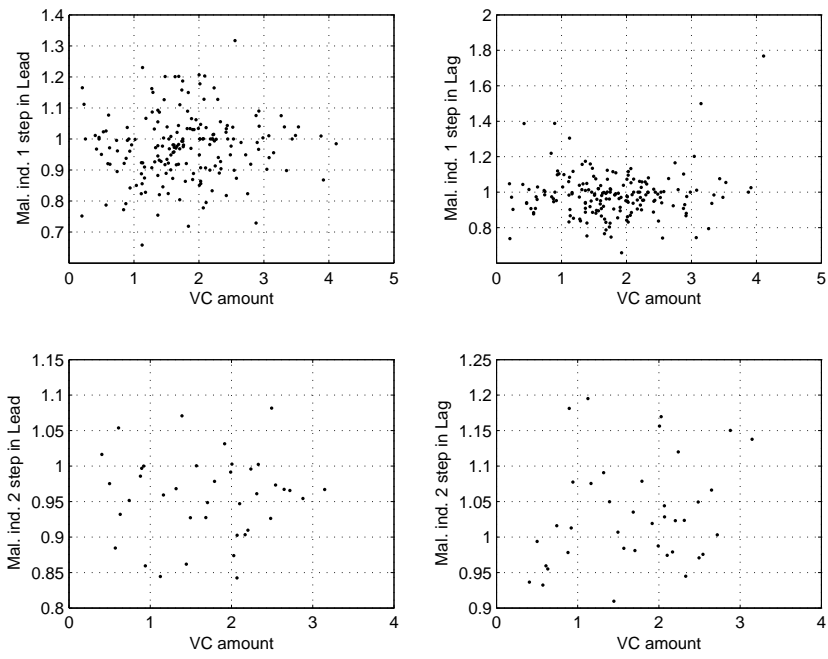 1.4
1.3
1.2
1.1
1
0.9
0.8
0.7
0 1 2 3 4 5
VC amount
Mal. ind. 1 step in Lead
2
1.8
1.6
1.4
1.2
1
0.8
0 1 2 3 4 5
VC amount
Mal. ind. 1 step in Lag
1.15
1.1
1.05
1
0.95
0.9
0.85
0.8
0 1 2 3 4
VC amount
Mal. ind. 2 step in Lead
1.25
1.2
1.15
1.1
1.05
1
0.95
0.9
0 1 2 3 4
VC amount
Mal. ind. 2 step in Lag